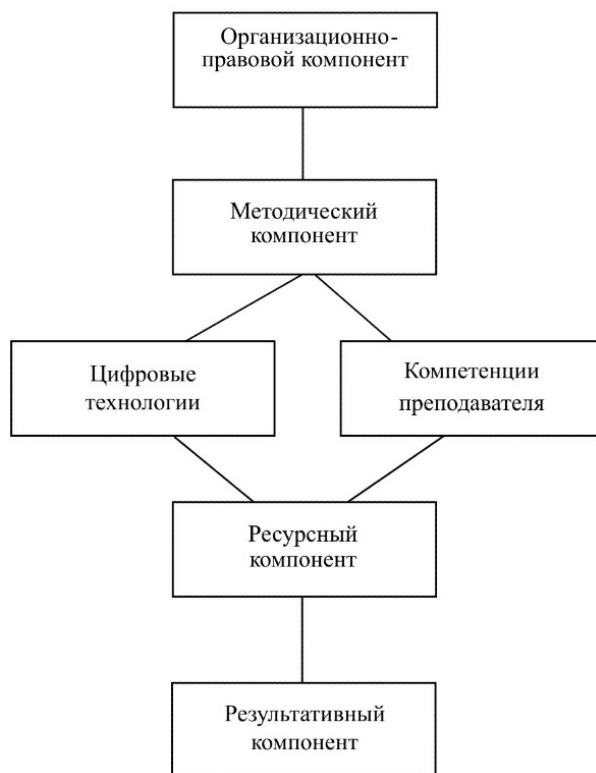 Организационно-
правовой компонент
Методический
компонент
Цифровые
технологии
Компетенции
преподавателя
Ресурсный
компонент
Результативный
компонент